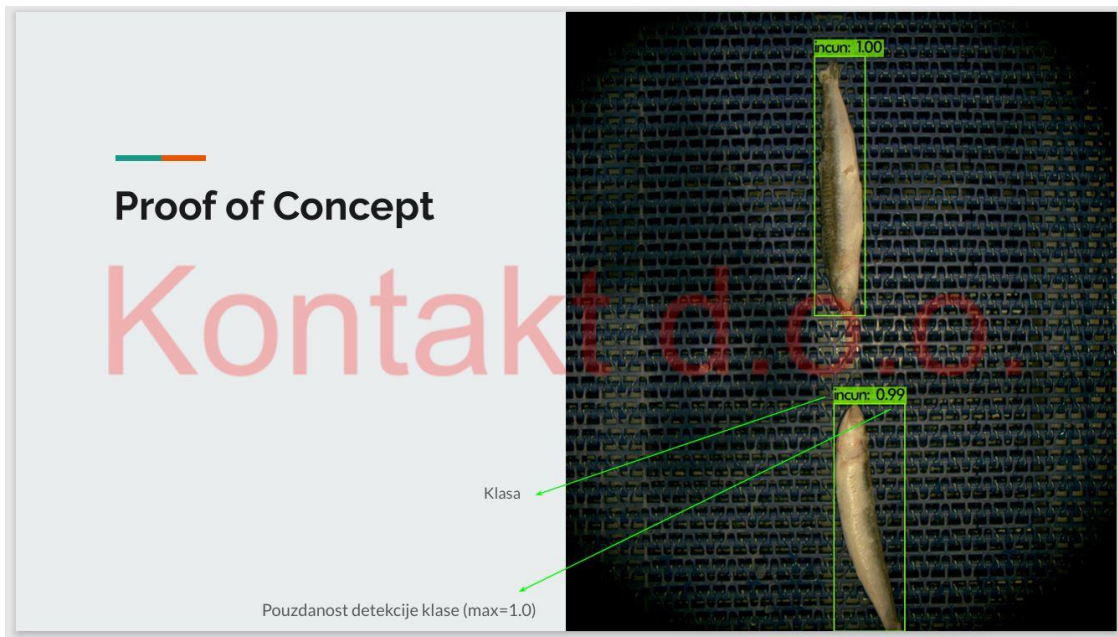 Proof of Concept
Kontakt d.o.o.
incun: 1.00
incun: 0.99
Klasa
Pouzdanost detekcije klase (max=1.0)